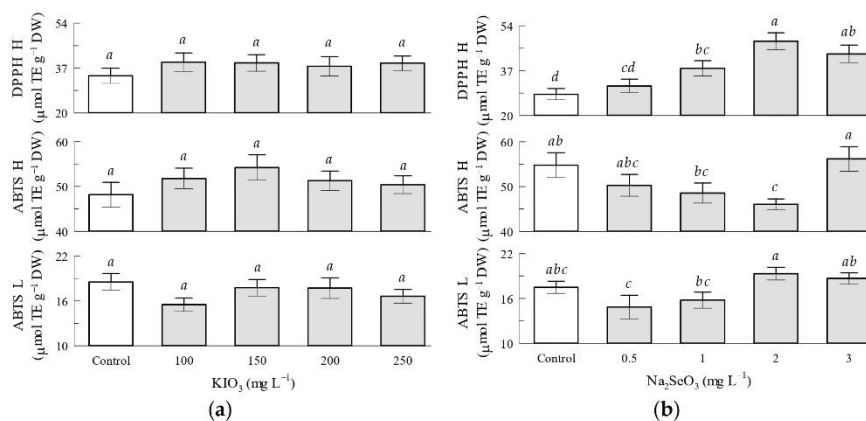 DPPH H
(μmol TE g⁻¹ DW)
54
37
20
a
a
a
a
a
ABTS H
(μmol TE g⁻¹ DW)
60
50
40
a
a
a
a
a
ABTS L
(μmol TE g⁻¹ DW)
22
16
10
a
a
a
a
a
Control
100
150
200
250
KIO₃ (mg L⁻¹)
(a)
DPPH H
(μmol TE g⁻¹ DW)
54
37
20
d
cd
bc
a
ab
ABTS H
(μmol TE g⁻¹ DW)
60
50
40
ab
abc
bc
c
a
ABTS L
(μmol TE g⁻¹ DW)
22
16
10
abc
c
bc
a
ab
Control
0.5
1
2
3
Na₂SeO₃ (mg L⁻¹)
(b)